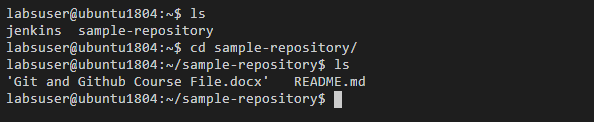 labsuser@ubuntu1804:~$ ls
jenkins  sample-repository
labsuser@ubuntu1804:~$ cd sample-repository/
labsuser@ubuntu1804:~/sample-repository$ ls
'Git and Github Course File.docx'   README.md
labsuser@ubuntu1804:~/sample-repository$